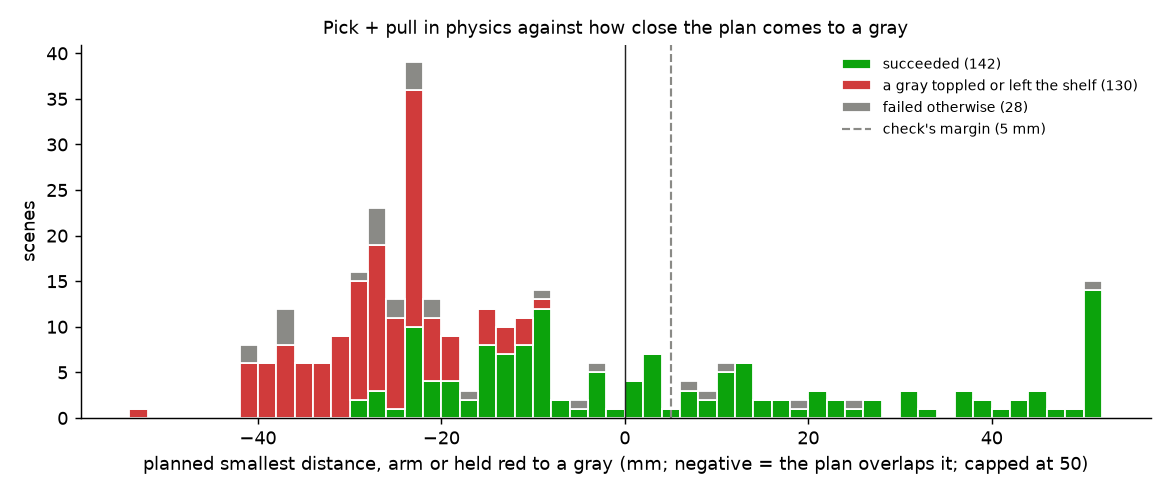 Pick + pull in physics against how close the plan comes to a gray
succeeded (142)
a gray toppled or left the shelf (130)
failed otherwise (28)
check's margin (5 mm)
scenes
40
35
30
25
20
15
10
5
0
−40
−20
0
20
40
planned smallest distance, arm or held red to a gray (mm; negative = the plan overlaps it; capped at 50)